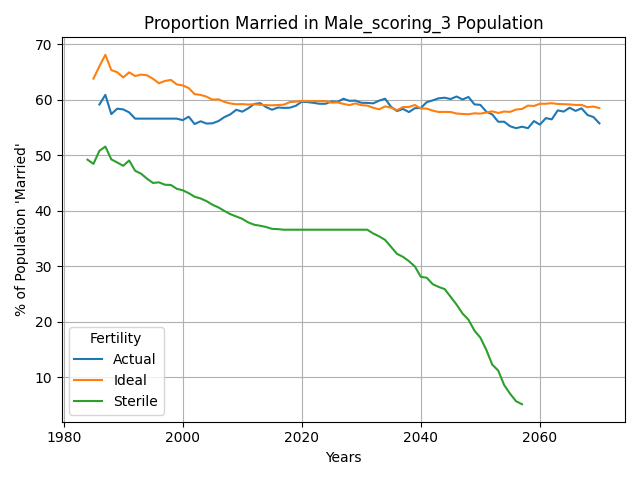 Proportion Married in Male_scoring_3 Population
% of Population 'Married'
70
60
50
40
30
20
10
Fertility
Actual
Ideal
Sterile
1980 2000 2020 2040 2060
Years